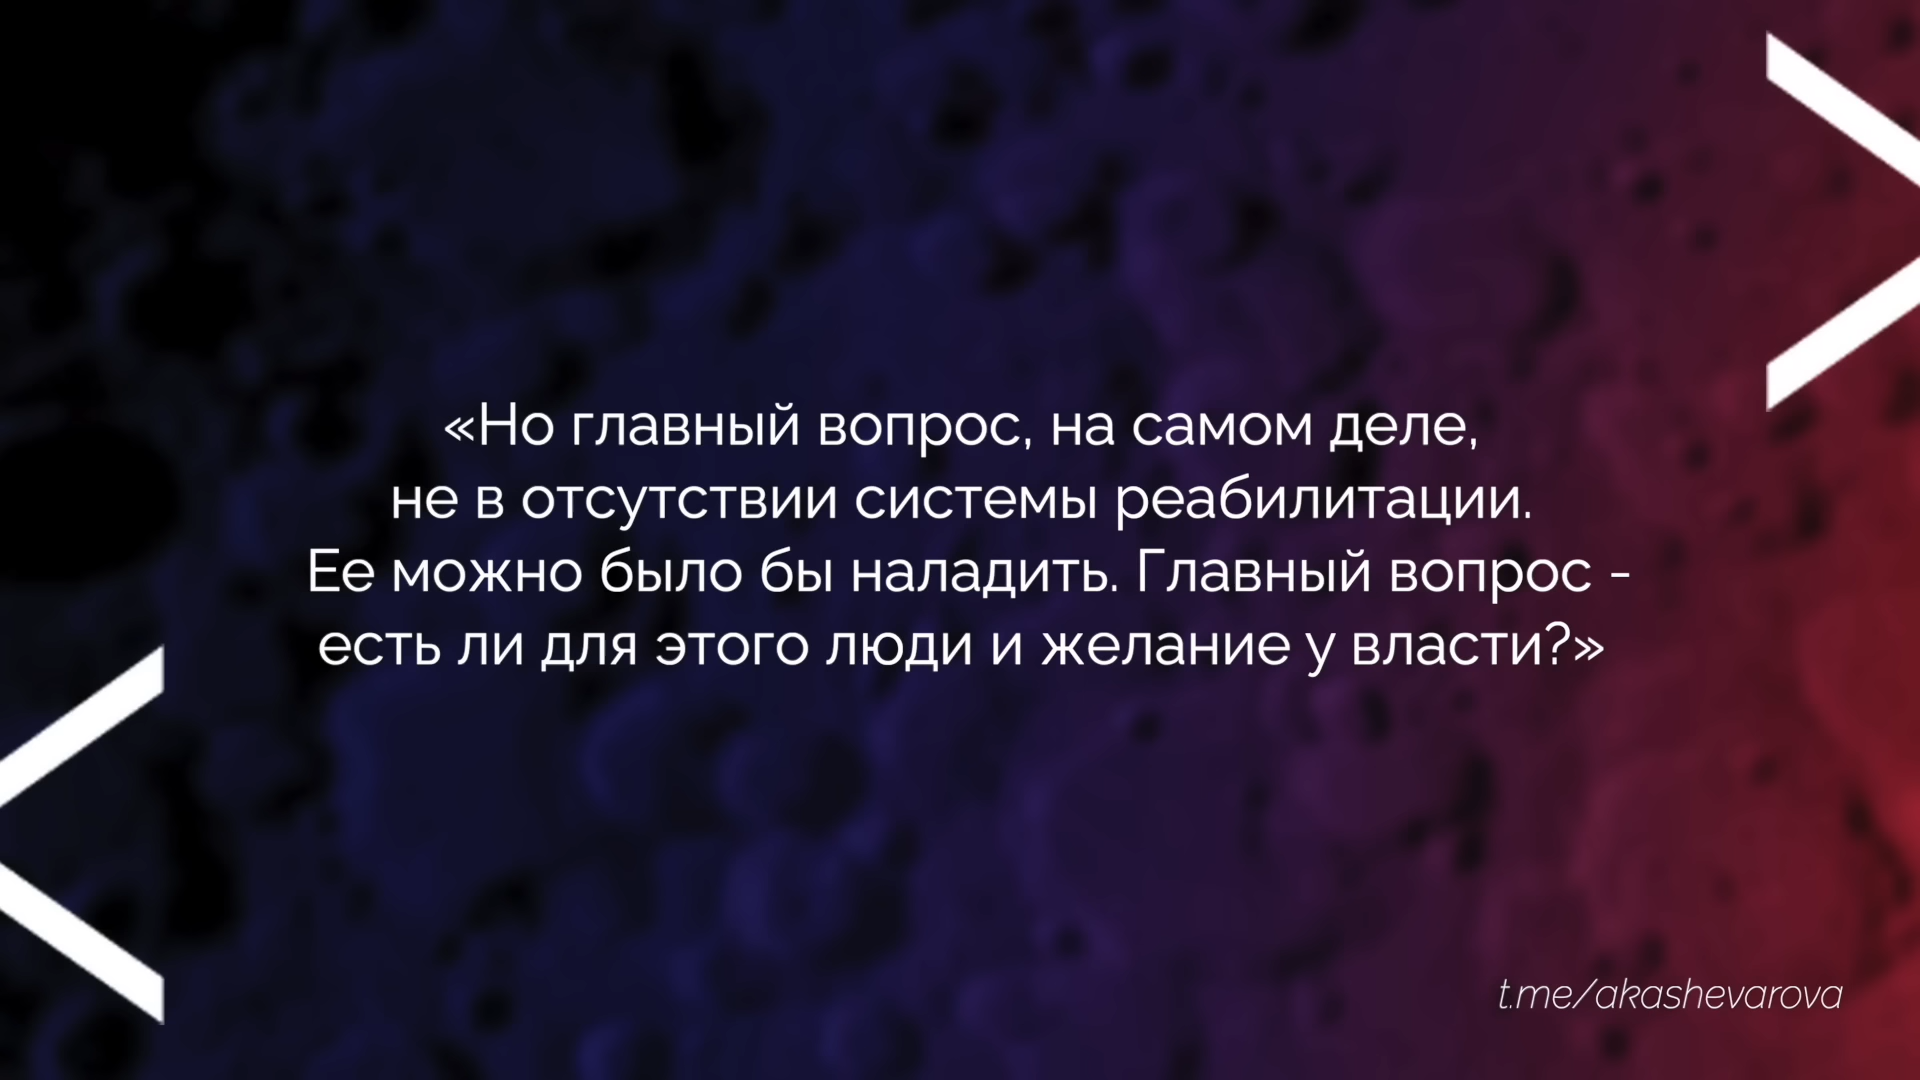 «Но главный вопрос, на самом деле,
не в отсутствии системы реабилитации.
Ее можно было бы наладить. Главный вопрос -
есть ли для этого люди и желание у власти?»
t.me/akashevarova